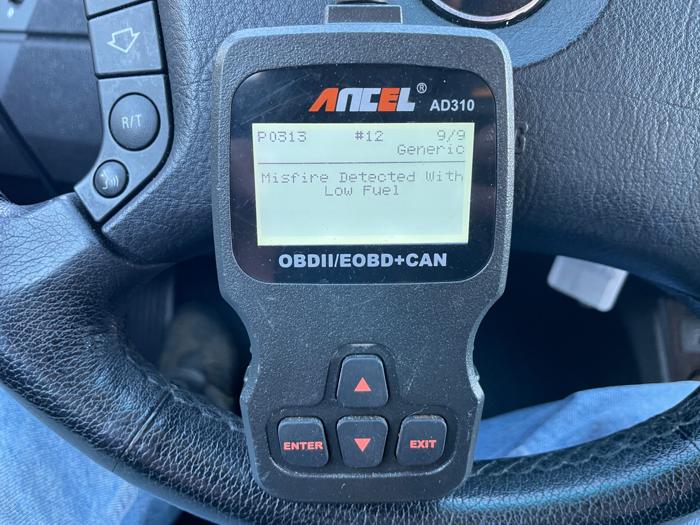 R/T
ANCEL® AD310
P0313 #12 9/9
Generic
Misfire Detected With
Low Fuel
OBDII/EOBD+CAN
ENTER
EXIT